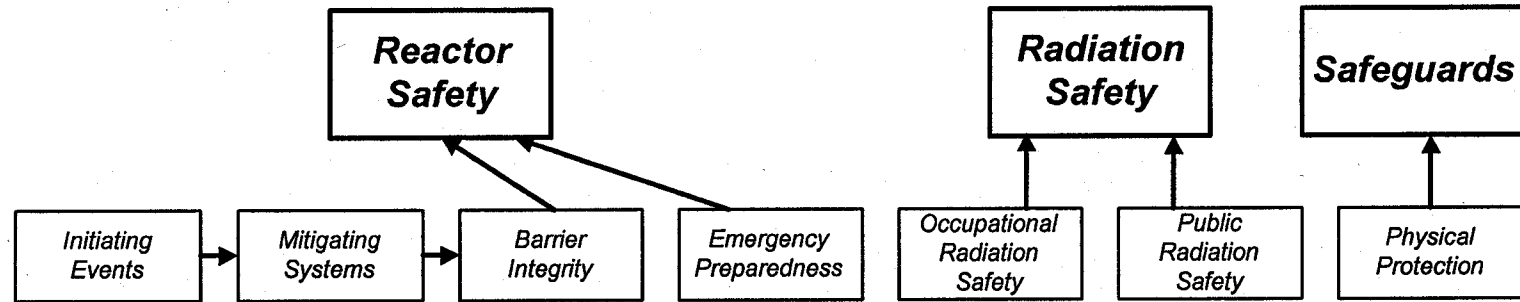 Reactor
Safety
Radiation
Safety
Safeguards
Initiating
Events
Mitigating
Systems
Barrier
Integrity
Emergency
Preparedness
Occupational
Radiation
Safety
Public
Radiation
Safety
Physical
Protection